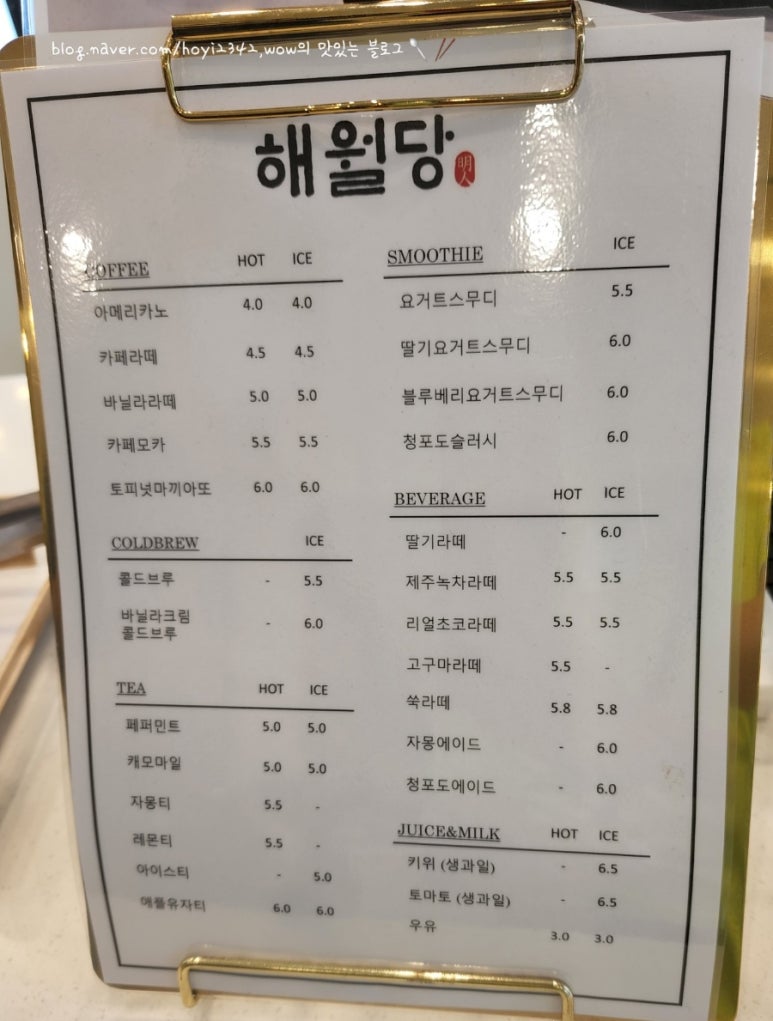 blog.naver.com/hoyi2342,wow의 맛있는 블로그
해월당 明人
COFFEE HOT ICE
아메리카노 4.0 4.0
카페라떼 4.5 4.5
바닐라라떼 5.0 5.0
카페모카 5.5 5.5
토피넛마끼아또 6.0 6.0
COLDBREW ICE
콜드브루 - 5.5
바닐라크림
콜드브루 - 6.0
TEA HOT ICE
페퍼민트 5.0 5.0
캐모마일 5.0 5.0
자몽티 5.5 -
레몬티 5.5 -
아이스티 - 5.0
애플유자티 6.0 6.0
SMOOTHIE ICE
요거트스무디 5.5
딸기요거트스무디 6.0
블루베리요거트스무디 6.0
청포도슬러시 6.0
BEVERAGE HOT ICE
딸기라떼 - 6.0
제주녹차라떼 5.5 5.5
리얼초코라떼 5.5 5.5
고구마라떼 5.5 -
쑥라떼 5.8 5.8
자몽에이드 - 6.0
청포도에이드 - 6.0
JUICE&MILK HOT ICE
키위 (생과일) - 6.5
토마토 (생과일) - 6.5
우유 3.0 3.0